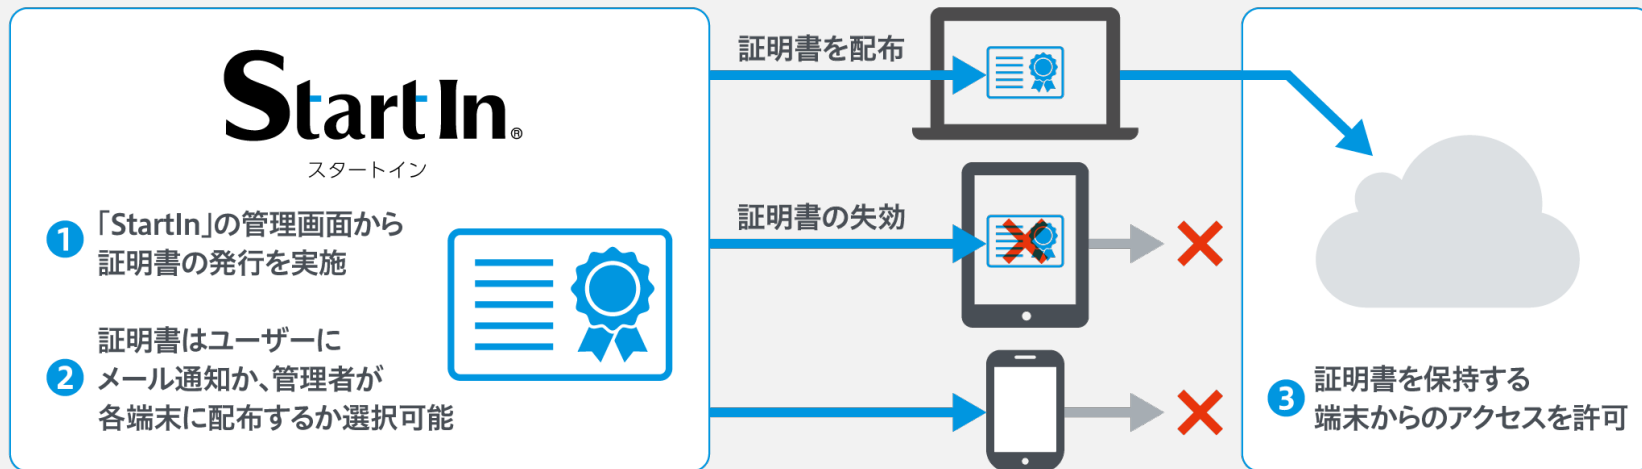 StartIn®
スタートイン
1 「StartIn」の管理画面から
証明書の発行を実施
2 証明書はユーザーに
メール通知か、管理者が
各端末に配布するか選択可能
証明書を配布
証明書の失効
3 証明書を保持する
端末からのアクセスを許可